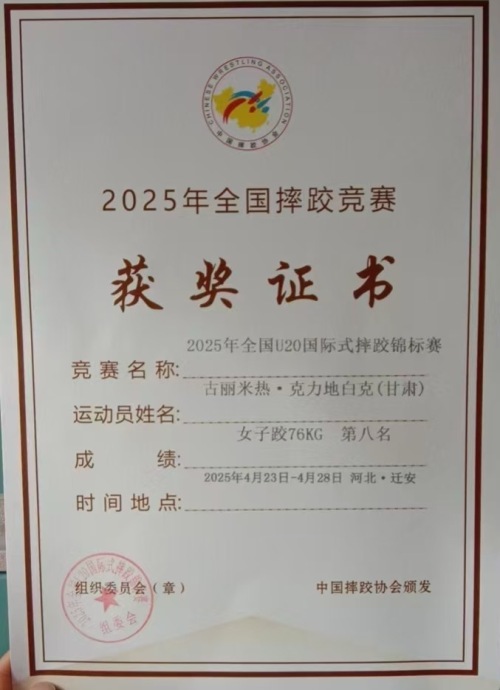 CHINESE WRESTLING ASSOCIATION
中国摔跤协会
2025年全国摔跤竞赛
获奖证书
2025年全国U20国际式摔跤锦标赛
竞赛名称:
古丽米热·克力地白克(甘肃)
运动员姓名:
女子跤76KG 第八名
成绩:
2025年4月23日-4月28日 河北·迁安
时间地点:
组织委员会(章)
中国摔跤协会颁发
组委会